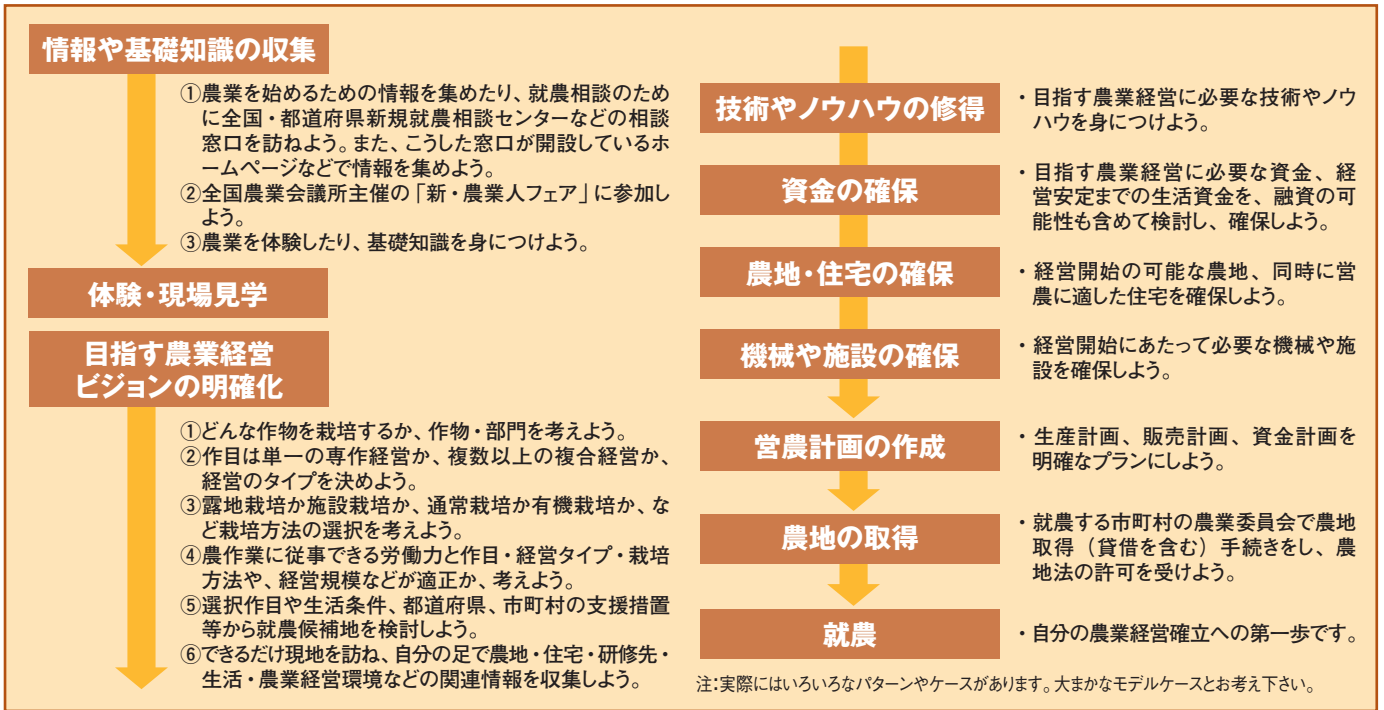 情報や基礎知識の収集
①農業を始めるための情報を集めたり、就農相談のため
に全国・都道府県新規就農相談センターなどの相談
窓口を訪ねよう。また、こうした窓口が開設しているホ
ームページなどで情報を集めよう。
②全国農業会議所主催の「新・農業人フェア」に参加し
よう。
③農業を体験したり、基礎知識を身につけよう。
体験・現場見学
目指す農業経営
ビジョンの明確化
①どんな作物を栽培するか、作物・部門を考えよう。
②作目は単一の専作経営か、複数以上の複合経営か、
経営のタイプを決めよう。
③露地栽培か施設栽培か、通常栽培か有機栽培か、な
ど栽培方法の選択を考えよう。
④農作業に従事できる労働力と作目・経営タイプ・栽培
方法や、経営規模などが適正か、考えよう。
⑤選択作目や生活条件、都道府県、市町村の支援措置
等から就農候補地を検討しよう。
⑥できるだけ現地を訪ね、自分の足で農地・住宅・研修先・
生活・農業経営環境などの関連情報を収集しよう。
技術やノウハウの修得
・目指す農業経営に必要な技術やノウ
ハウを身につけよう。
資金の確保
・目指す農業経営に必要な資金、経
営安定までの生活資金を、融資の可
能性も含めて検討し、確保しよう。
農地・住宅の確保
・経営開始の可能な農地、同時に営
農に適した住宅を確保しよう。
機械や施設の確保
・経営開始にあたって必要な機械や施
設を確保しよう。
営農計画の作成
・生産計画、販売計画、資金計画を
明確なプランにしよう。
農地の取得
・就農する市町村の農業委員会で農地
取得（貸借を含む）手続きをし、農
地法の許可を受けよう。
就農
・自分の農業経営確立への第一歩です。
注:実際にはいろいろなパターンやケースがあります。大まかなモデルケースとお考え下さい。